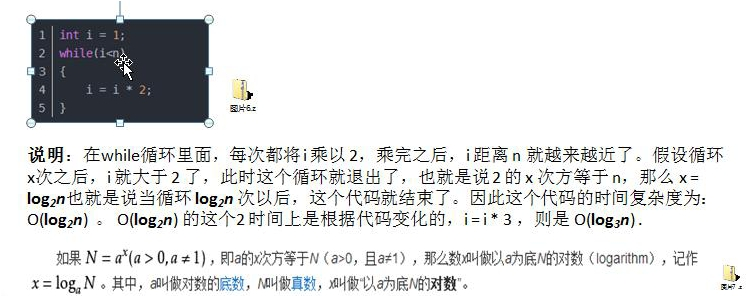 1 int i = 1;
2 while(i<n)
3 {
4 i = i * 2;
5 }
图片6.z
说明：在while循环里面，每次都将i乘以2，乘完之后，i距离n就越来越近了。假设循环
x次之后，i就大于2了，此时这个循环就退出了，也就是说2的x次方等于n，那么x=
log₂n也就是说当循环log₂n次以后，这个代码就结束了。因此这个代码的时间复杂度为：
O(log₂n) 。 O(log₂n) 的这个2时间上是根据代码变化的，i = i * 3 ，则是 O(log₃n) .
如果 N = aˣ(a > 0, a ≠ 1) ，即a的x次方等于N（a>0，且a≠1），那么数x叫做以a为底N的对数（logarithm），记作
x = logₐ N 。其中，a叫做对数的底数，N叫做真数，x叫做“以a为底N的对数”。
图片7.z